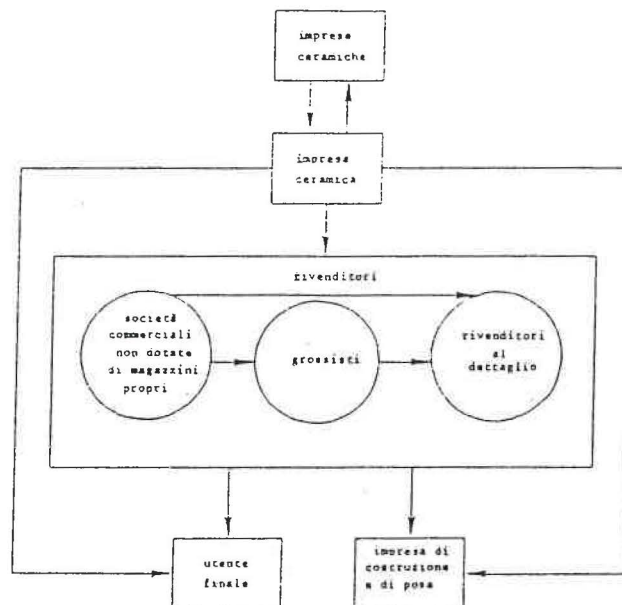 imprese
ceramiche
impresa
ceramica
rivenditori
società
commerciali
non dotate
di magazzini
propri
grossisti
rivenditori
al
dettaglio
utente
finale
impresa di
costruzione
e di posa